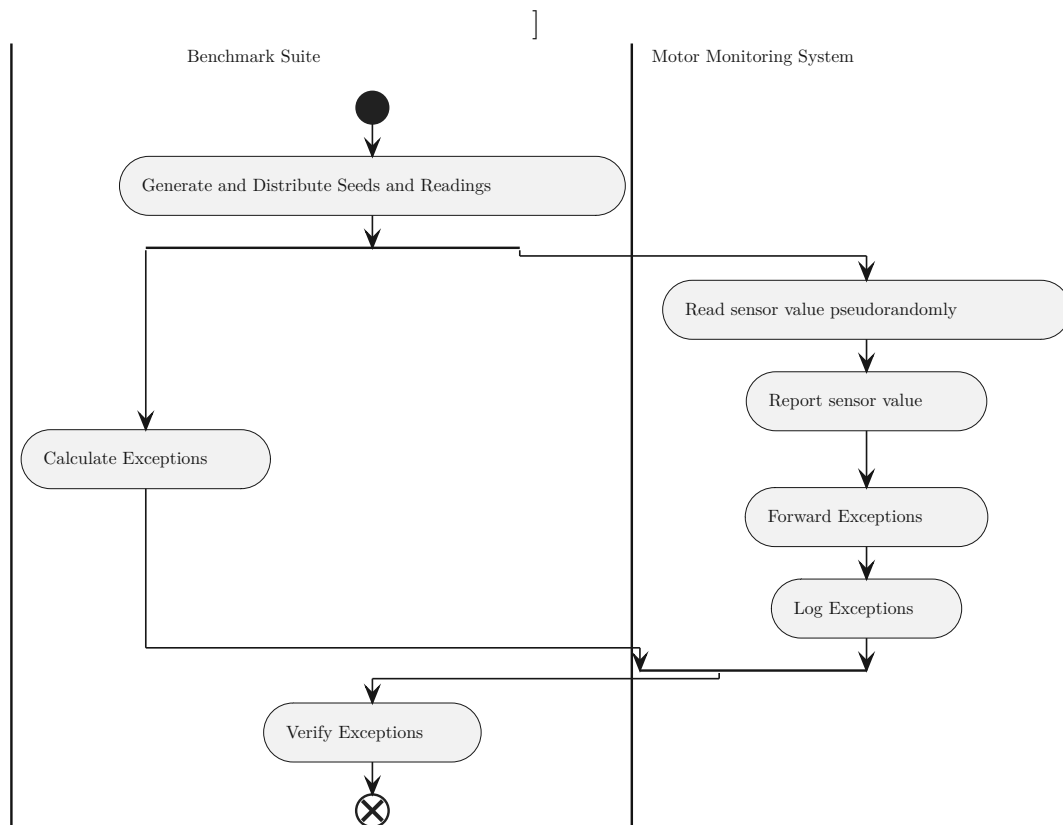 ]
Benchmark Suite
Motor Monitoring System
Generate and Distribute Seeds and Readings
Read sensor value pseudorandomly
Report sensor value
Calculate Exceptions
Forward Exceptions
Log Exceptions
Verify Exceptions